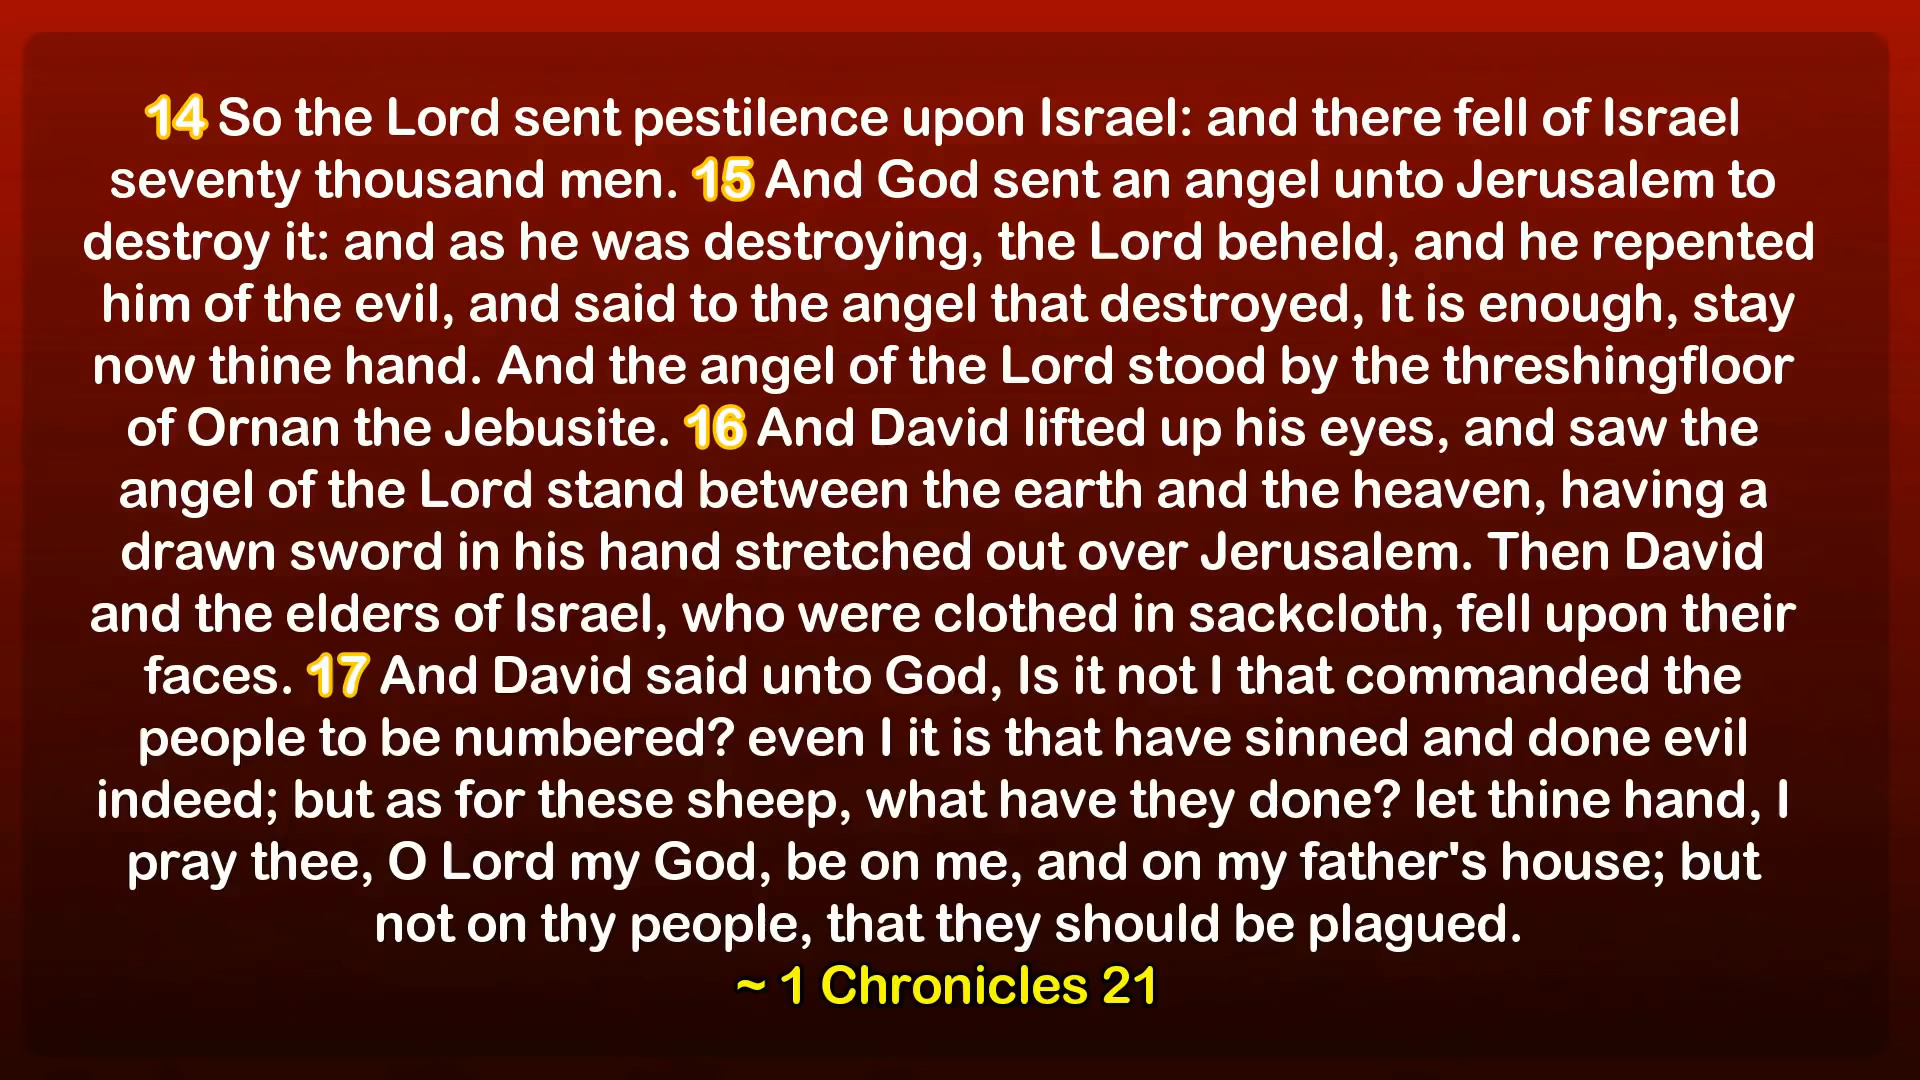 14 So the Lord sent pestilence upon Israel: and there fell of Israel
seventy thousand men. 15 And God sent an angel unto Jerusalem to
destroy it: and as he was destroying, the Lord beheld, and he repented
him of the evil, and said to the angel that destroyed, It is enough, stay
now thine hand. And the angel of the Lord stood by the threshingfloor
of Ornan the Jebusite. 16 And David lifted up his eyes, and saw the
angel of the Lord stand between the earth and the heaven, having a
drawn sword in his hand stretched out over Jerusalem. Then David
and the elders of Israel, who were clothed in sackcloth, fell upon their
faces. 17 And David said unto God, Is it not I that commanded the
people to be numbered? even I it is that have sinned and done evil
indeed; but as for these sheep, what have they done? let thine hand, I
pray thee, O Lord my God, be on me, and on my father's house; but
not on thy people, that they should be plagued.
~ 1 Chronicles 21